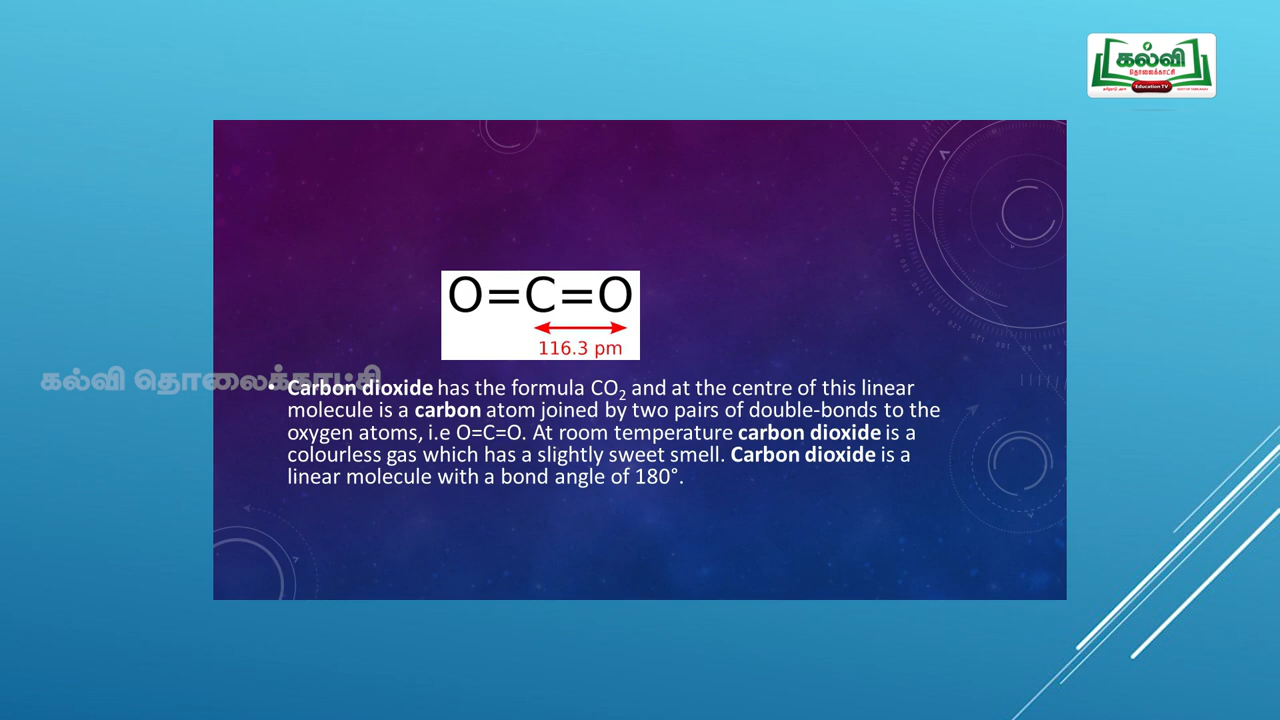 கல்வி
தொலைக்காட்சி
Education TV
O=C=O
116.3 pm
கல்வி தொலைக்காட்சி
• Carbon dioxide has the formula CO₂ and at the centre of this linear
molecule is a carbon atom joined by two pairs of double-bonds to the
oxygen atoms, i.e O=C=O. At room temperature carbon dioxide is a
colourless gas which has a slightly sweet smell. Carbon dioxide is a
linear molecule with a bond angle of 180°.